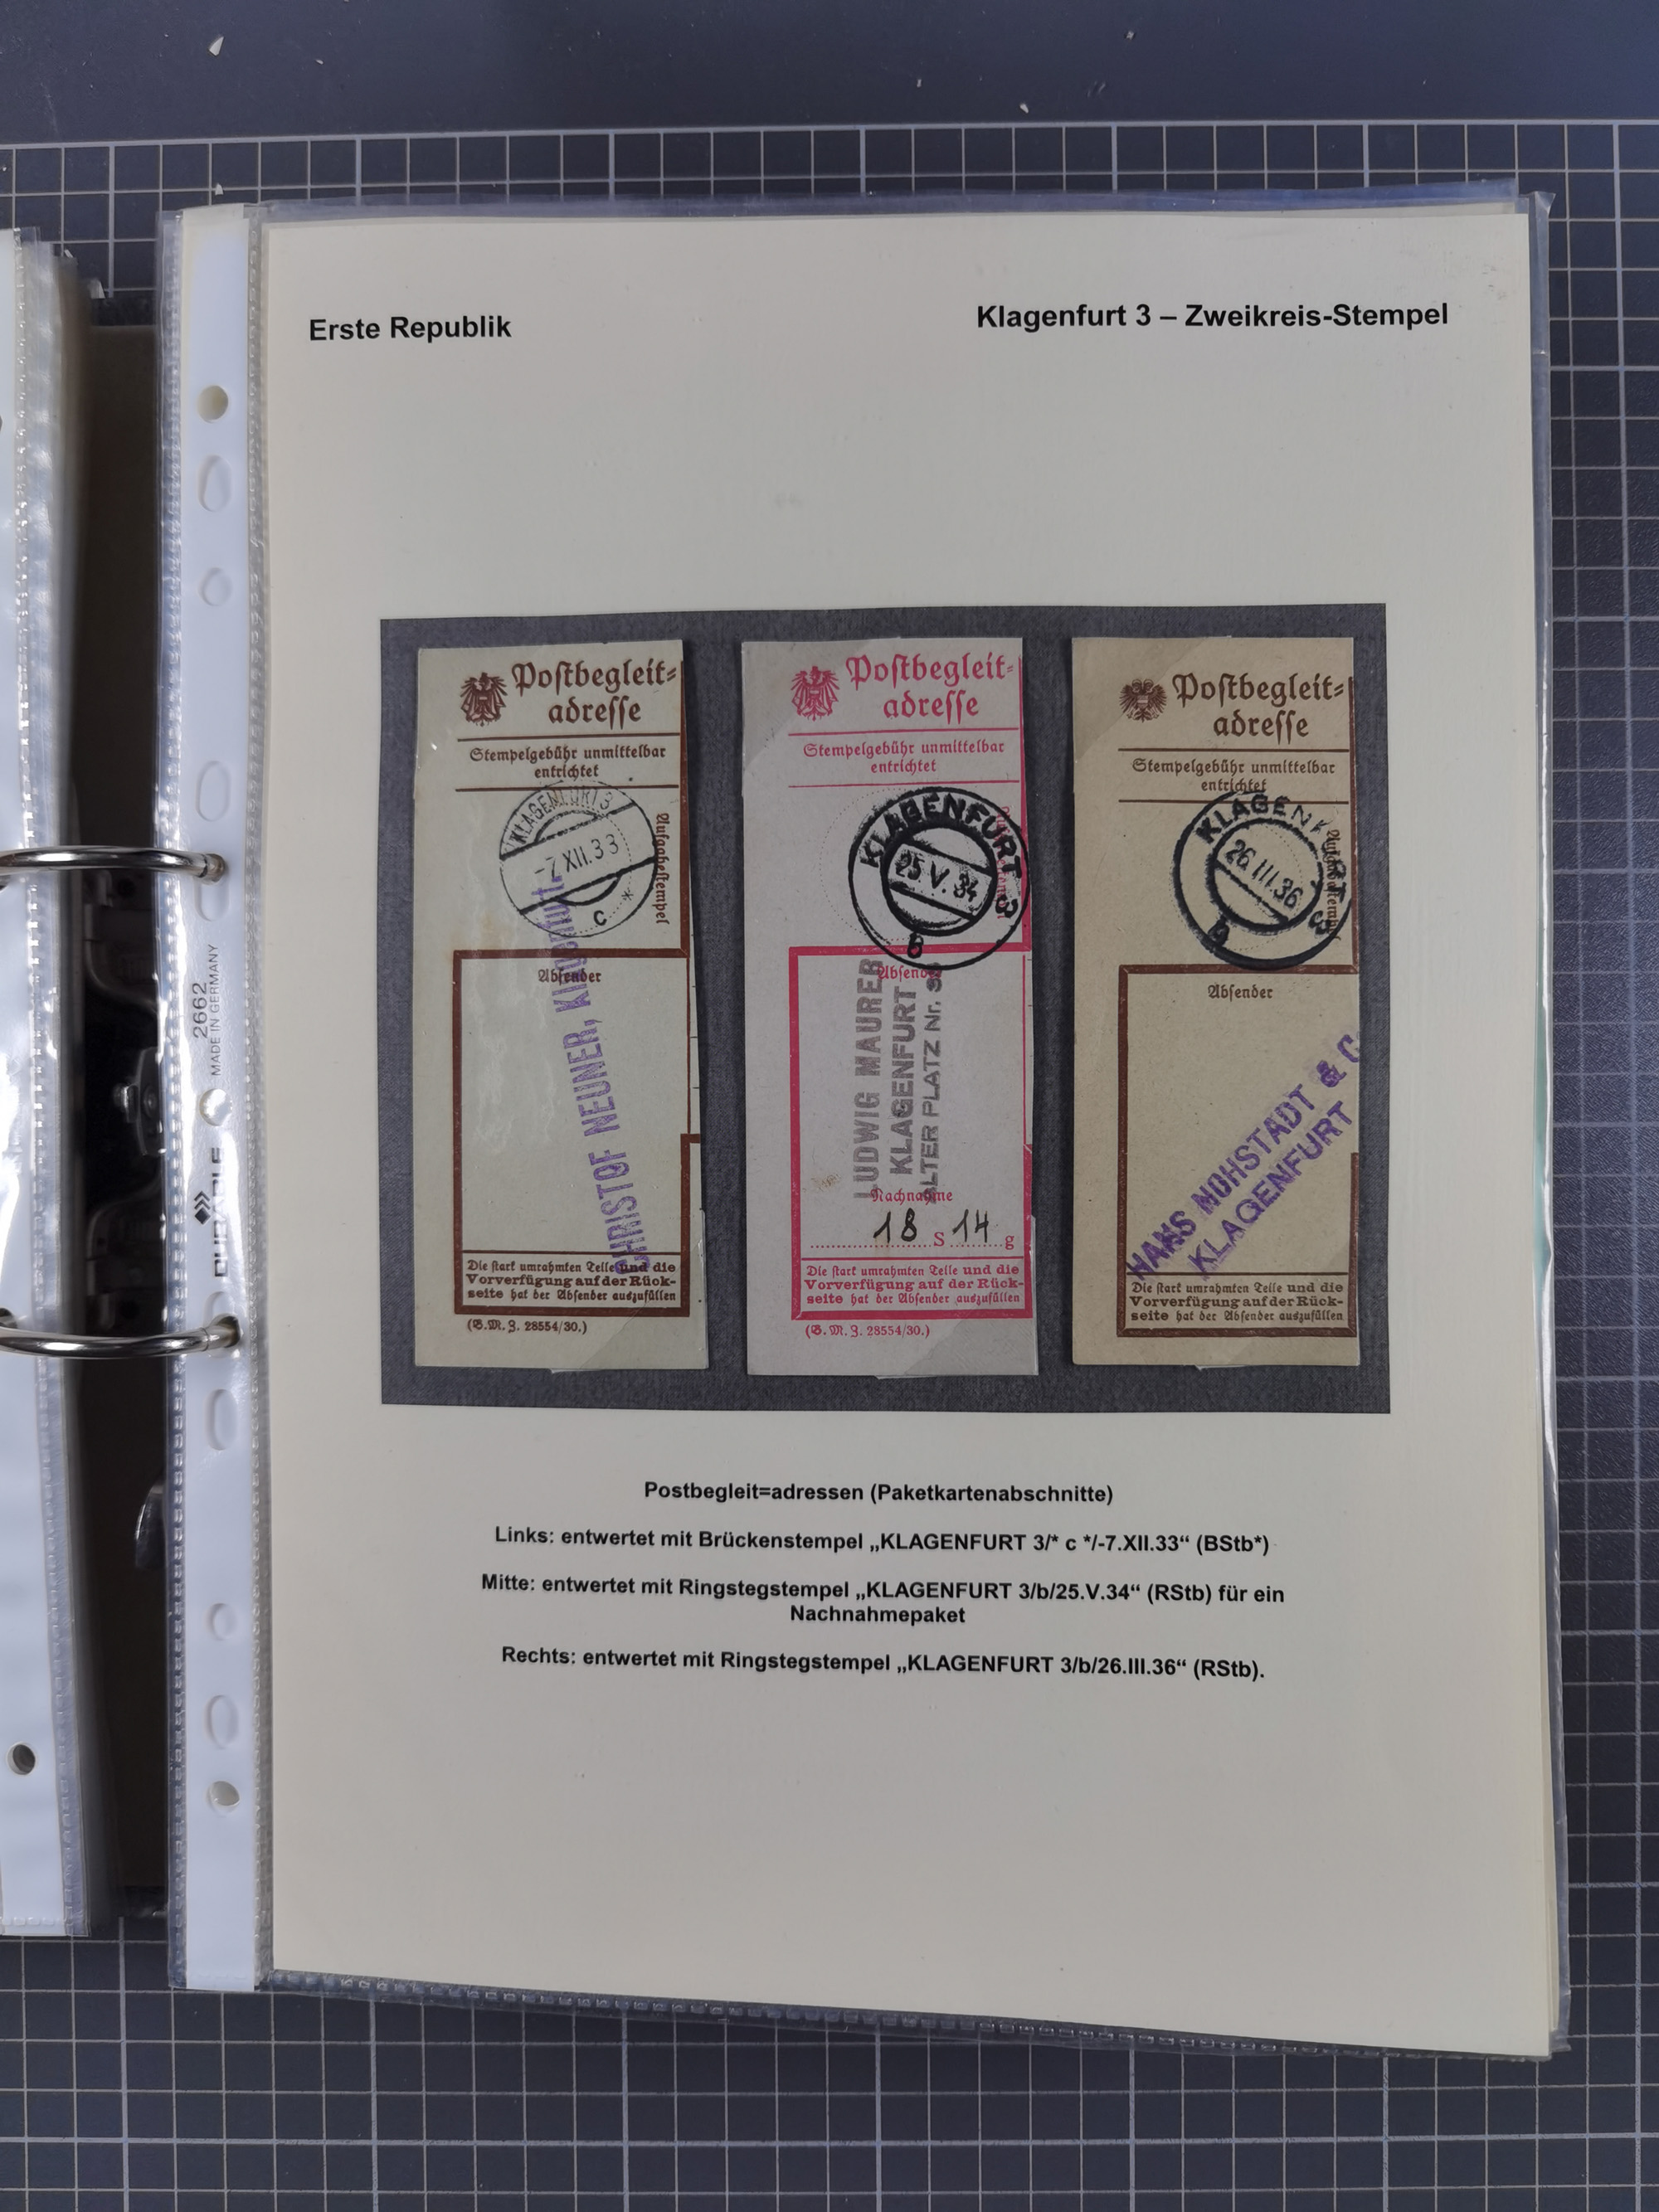 Erste Republik
Klagenfurt 3 – Zweikreis-Stempel
Postbegleit=
adresse
Stempelgebühr unmittelbar
entrichtet
KLAGENFURT 3
-7.XII.33
* c *
Aufgabestempel
Absender
CHRISTOF NEUNER, Klagenfurt.
Die stark umrahmten Teile und die
Vorverfügung auf der Rück-
seite hat der Absender auszufüllen
(B. M. Z. 28554/30.)
Postbegleit=
adresse
Stempelgebühr unmittelbar
entrichtet
KLAGENFURT 3
25.V.34
B
Absender
LUDWIG MAURER
KLAGENFURT
ALTER PLATZ Nr.
Nachnahme
18 S 14 g
Die stark umrahmten Teile und die
Vorverfügung auf der Rück-
seite hat der Absender auszufüllen
(B. M. Z. 28554/30.)
Postbegleit=
adresse
Stempelgebühr unmittelbar
entrichtet
KLAGENFURT 3
26.III.36
B
Absender
HANS MOHSTADT & C
KLAGENFURT
Die stark umrahmten Teile und die
Vorverfügung auf der Rück-
seite hat der Absender auszufüllen
Postbegleit=adressen (Paketkartenabschnitte)
Links: entwertet mit Brückenstempel „KLAGENFURT 3/* c */-7.XII.33“ (BStb*)
Mitte: entwertet mit Ringstegstempel „KLAGENFURT 3/b/25.V.34“ (RStb) für ein
Nachnahmepaket
Rechts: entwertet mit Ringstegstempel „KLAGENFURT 3/b/26.III.36“ (RStb).
2662
MADE IN GERMANY